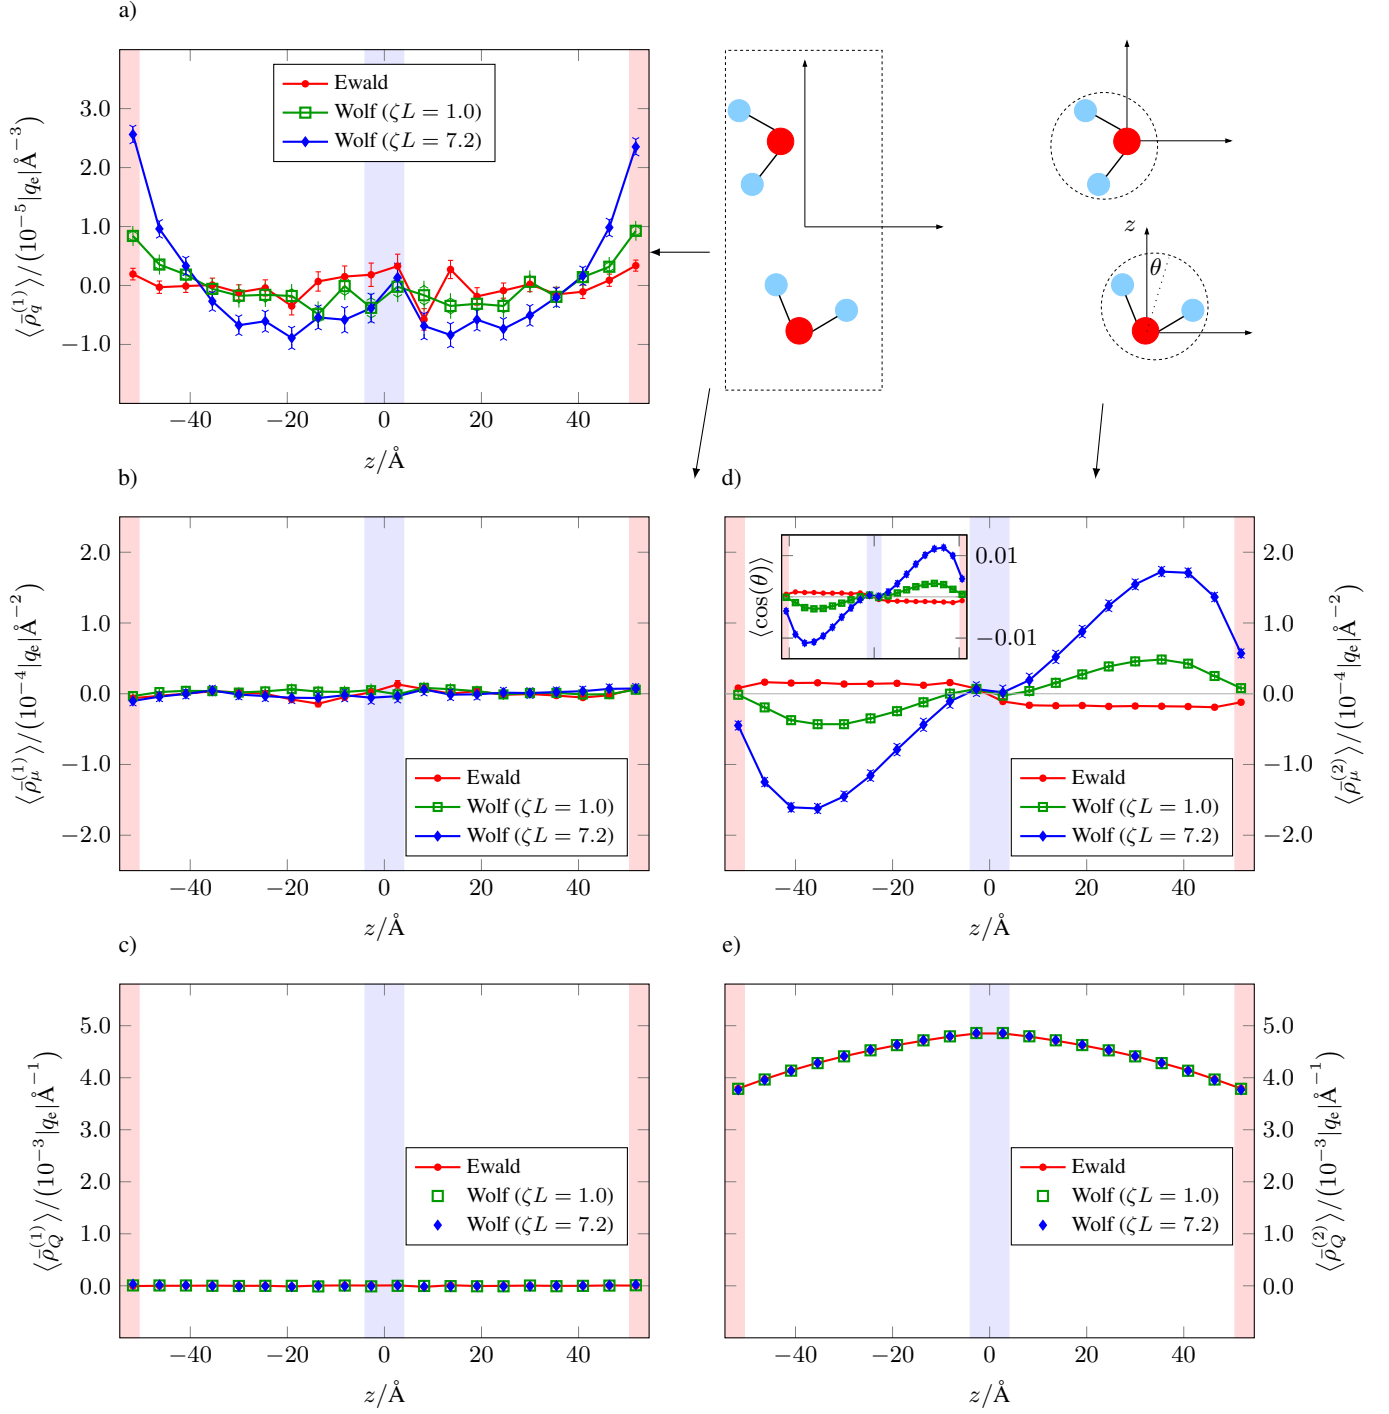 a)
Ewald
Wolf (ζL = 1.0)
Wolf (ζL = 7.2)
3.0
2.0
1.0
0.0
−1.0
⟨ρ̄_q^(1)⟩/(10^−5|q_e|Å^−3)
−40 −20 0 20 40
z/Å
z
θ
b)
2.0
1.0
0.0
−1.0
−2.0
⟨ρ̄_μ^(1)⟩/(10^−4|q_e|Å^−2)
Ewald
Wolf (ζL = 1.0)
Wolf (ζL = 7.2)
−40 −20 0 20 40
z/Å
d)
⟨cos(θ)⟩
0.01
−0.01
2.0
1.0
0.0
−1.0
−2.0
⟨ρ̄_μ^(2)⟩/(10^−4|q_e|Å^−2)
Ewald
Wolf (ζL = 1.0)
Wolf (ζL = 7.2)
−40 −20 0 20 40
z/Å
c)
5.0
4.0
3.0
2.0
1.0
0.0
⟨ρ̄_Q^(1)⟩/(10^−3|q_e|Å^−1)
Ewald
Wolf (ζL = 1.0)
Wolf (ζL = 7.2)
−40 −20 0 20 40
z/Å
e)
5.0
4.0
3.0
2.0
1.0
0.0
⟨ρ̄_Q^(2)⟩/(10^−3|q_e|Å^−1)
Ewald
Wolf (ζL = 1.0)
Wolf (ζL = 7.2)
−40 −20 0 20 40
z/Å